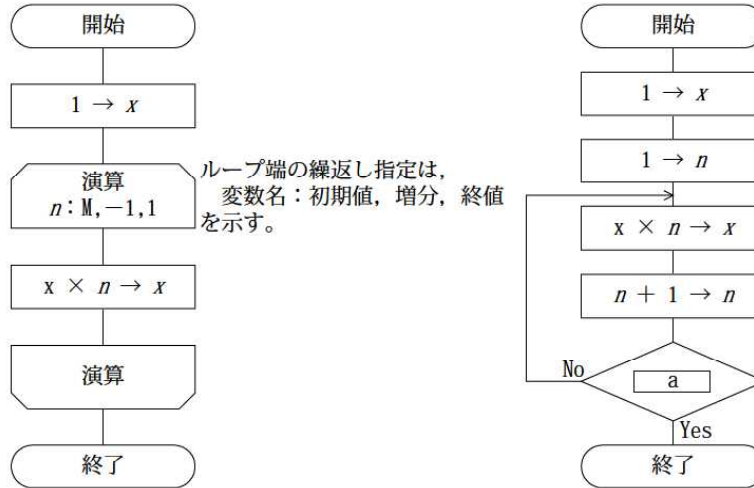 開始
1 → x
演算
n：M,－1,1
x × n → x
演算
終了
ループ端の繰返し指定は，
変数名：初期値，増分，終値
を示す。
開始
1 → x
1 → n
x × n → x
n + 1 → n
No
a
Yes
終了